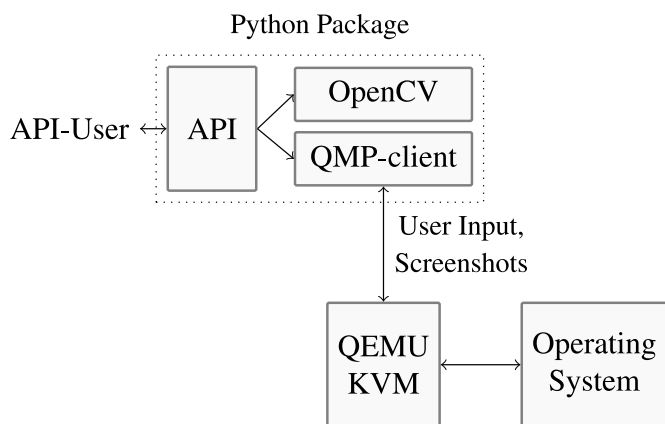 Python Package
API-User
API
OpenCV
QMP-client
User Input,
Screenshots
QEMU
KVM
Operating
System